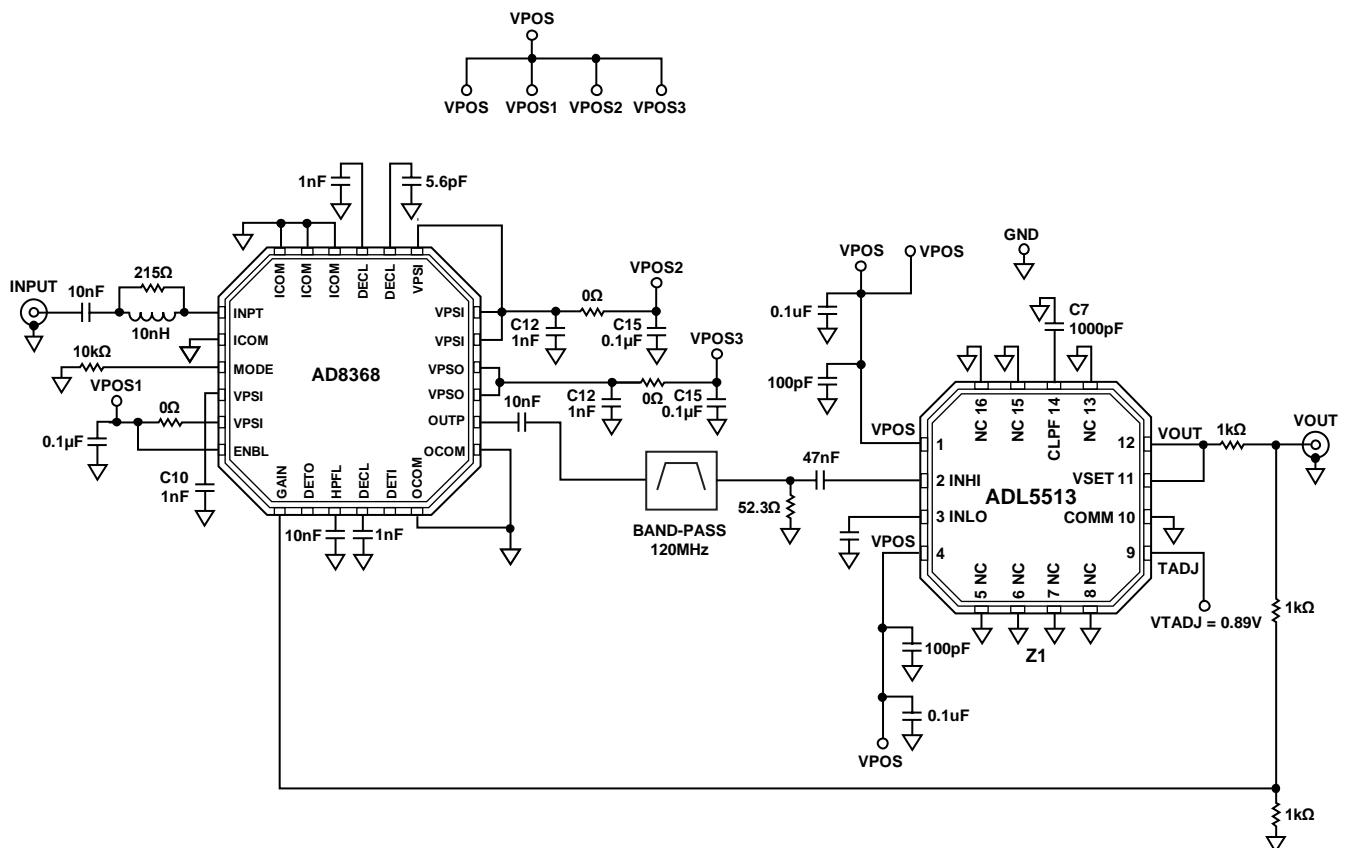 VPOS
VPOS VPOS1 VPOS2 VPOS3
1nF
5.6pF
INPUT
10nF
215Ω
10nH
10kΩ
VPOS1
0Ω
0.1µF
C10
1nF
AD8368
INPT
ICOM
MODE
VPSI
VPSI
ENBL
ICOM
ICOM
ICOM
DECL
DECL
VPSI
VPSI
VPSI
VPSO
VPSO
OUTP
OCOM
GAIN
DETO
HPFL
DECL
DETI
OCOM
10nF
1nF
VPOS2
0Ω
C12
1nF
C15
0.1µF
VPOS3
C12
1nF
0Ω
C15
0.1µF
10nF
BAND-PASS
120MHz
47nF
52.3Ω
VPOS
VPOS
0.1uF
100pF
GND
C7
1000pF
VPOS
1
2 INHI
3 INLO
VPOS
4
NC 16
NC 15
CLPF 14
NC 13
ADL5513
12
VSET 11
COMM 10
9
5 NC
6 NC
7 NC
8 NC
Z1
VOUT
1kΩ
VOUT
TADJ
VTADJ = 0.89V
1kΩ
100pF
0.1uF
VPOS
1kΩ